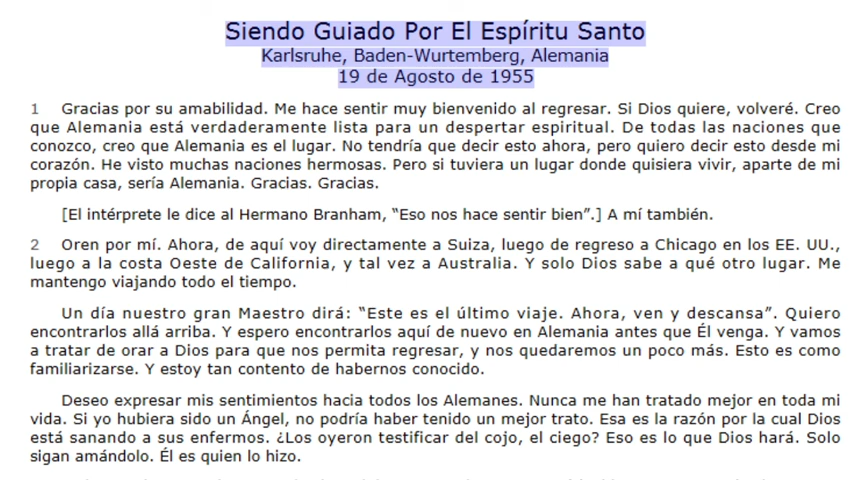 Siendo Guiado Por El Espíritu Santo
Karlsruhe, Baden-Wurtemberg, Alemania
19 de Agosto de 1955
1 Gracias por su amabilidad. Me hace sentir muy bienvenido al regresar. Si Dios quiere, volveré. Creo
que Alemania está verdaderamente lista para un despertar espiritual. De todas las naciones que
conozco, creo que Alemania es el lugar. No tendría que decir esto ahora, pero quiero decir esto desde mi
corazón. He visto muchas naciones hermosas. Pero si tuviera un lugar donde quisiera vivir, aparte de mi
propia casa, sería Alemania. Gracias. Gracias.
[El intérprete le dice al Hermano Branham, “Eso nos hace sentir bien”.] A mí también.
2 Oren por mí. Ahora, de aquí voy directamente a Suiza, luego de regreso a Chicago en los EE. UU.,
luego a la costa Oeste de California, y tal vez a Australia. Y solo Dios sabe a qué otro lugar. Me
mantengo viajando todo el tiempo.
Un día nuestro gran Maestro dirá: “Este es el último viaje. Ahora, ven y descansa”. Quiero
encontrarlos allá arriba. Y espero encontrarlos aquí de nuevo en Alemania antes que Él venga. Y vamos
a tratar de orar a Dios para que nos permita regresar, y nos quedaremos un poco más. Esto es como
familiarizarse. Y estoy tan contento de habernos conocido.
Deseo expresar mis sentimientos hacia todos los Alemanes. Nunca me han tratado mejor en toda mi
vida. Si yo hubiera sido un Ángel, no podría haber tenido un mejor trato. Esa es la razón por la cual Dios
está sanando a sus enfermos. ¿Los oyeron testificar del cojo, el ciego? Eso es lo que Dios hará. Solo
sigan amándolo. Él es quien lo hizo.